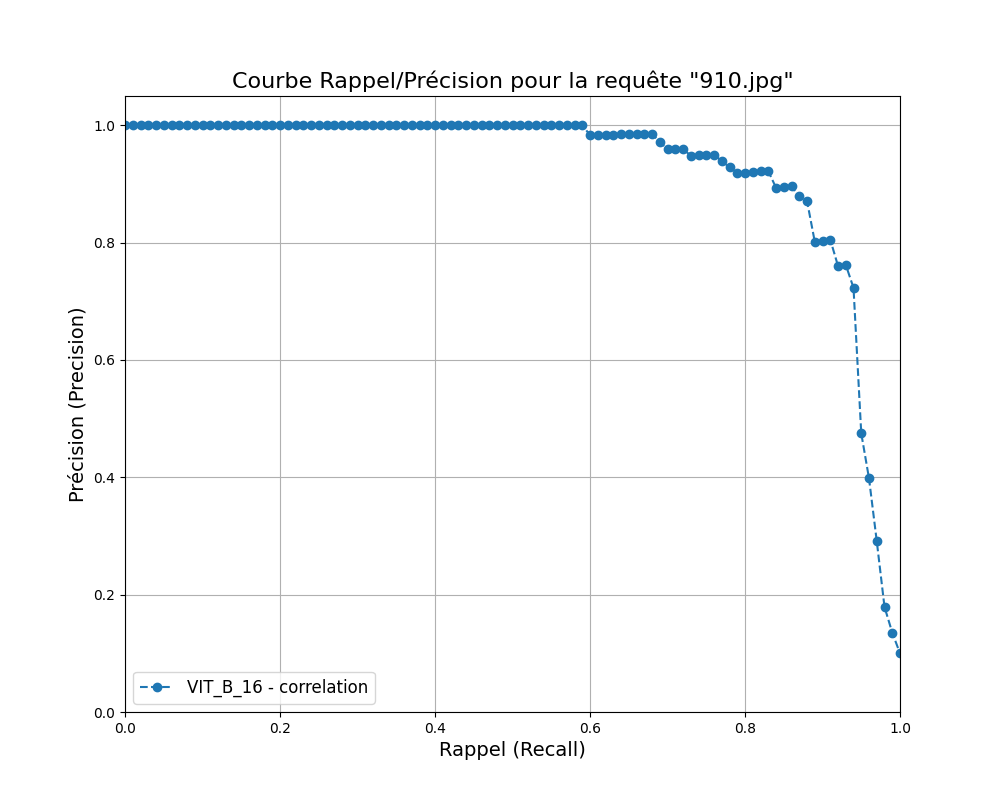 Courbe Rappel/Précision pour la requête "910.jpg"
1.0
0.8
0.6
0.4
0.2
0.0
Précision (Precision)
VIT_B_16 - correlation
0.0 0.2 0.4 0.6 0.8 1.0
Rappel (Recall)